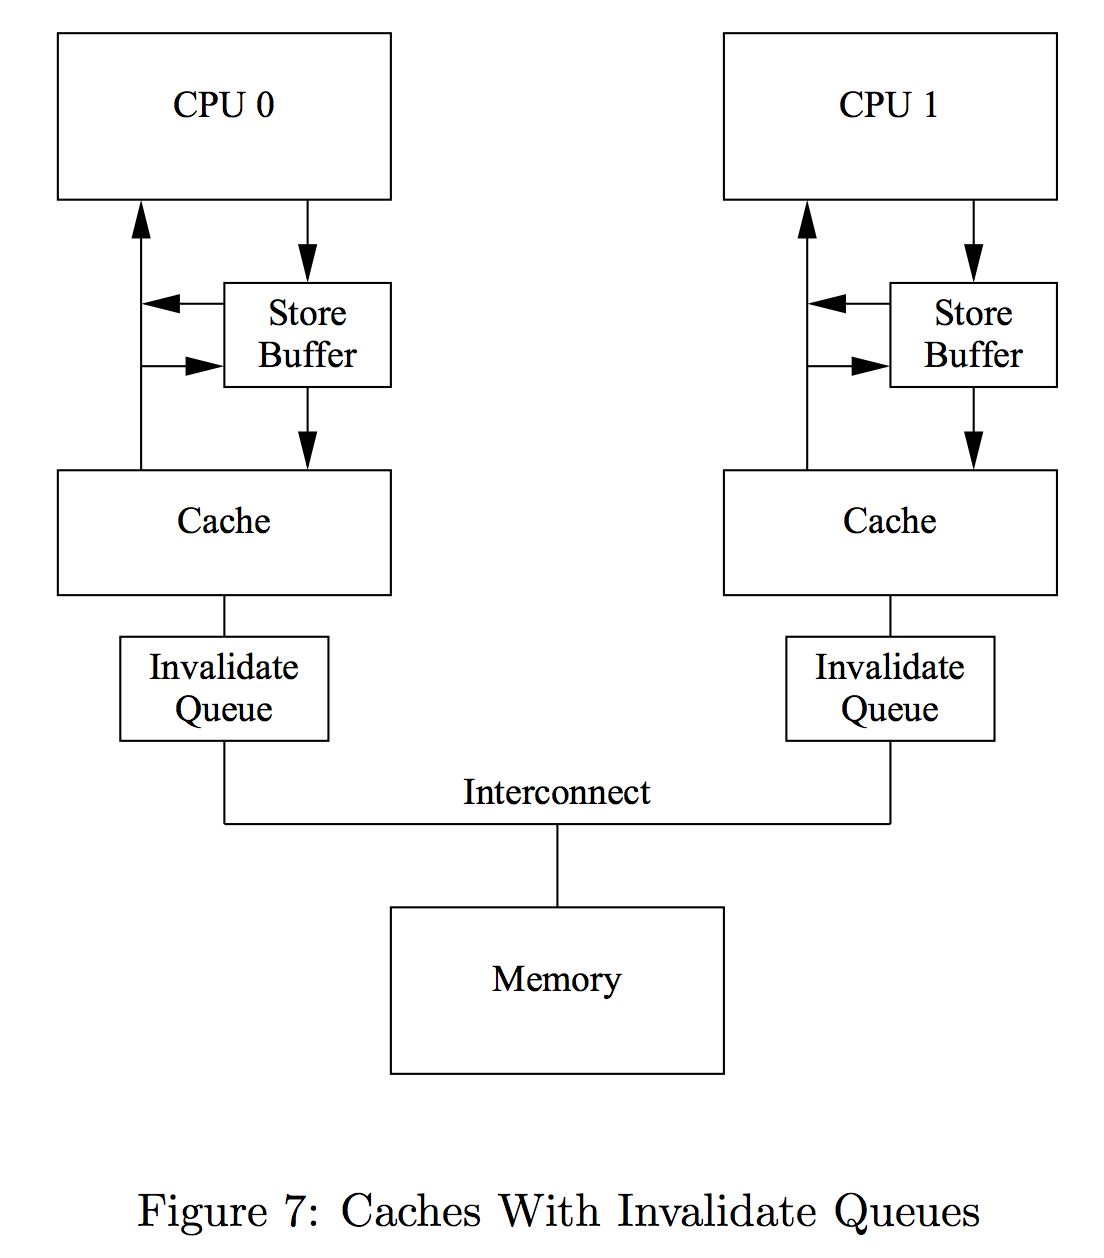 CPU 0
CPU 1
Store
Buffer
Store
Buffer
Cache
Cache
Invalidate
Queue
Invalidate
Queue
Interconnect
Memory
Figure 7: Caches With Invalidate Queues